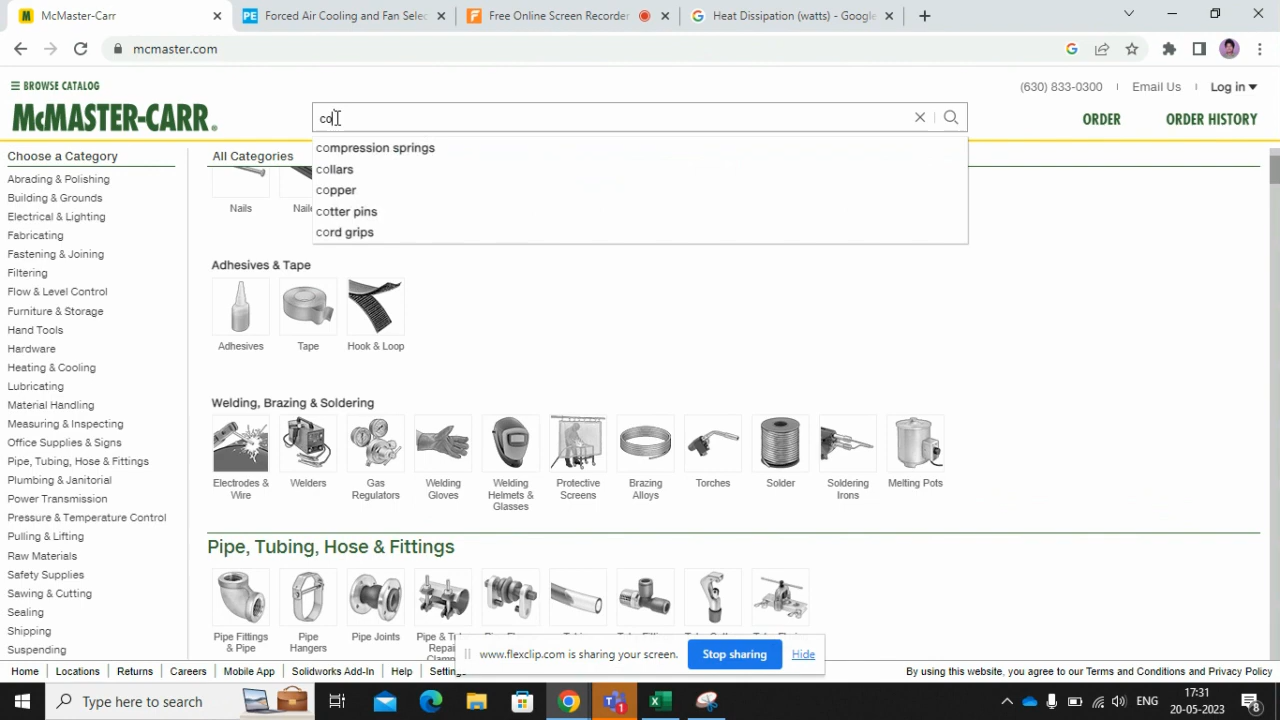 McMaster-Carr
Forced Air Cooling and Fan Selec
Free Online Screen Recorder
Heat Dissipation (watts) - Google
mcmaster.com
BROWSE CATALOG
(630) 833-0300
Email Us
Log in
McMASTER-CARR®
co
ORDER
ORDER HISTORY
compression springs
collars
copper
cotter pins
cord grips
Choose a Category
Abrading & Polishing
Building & Grounds
Electrical & Lighting
Fabricating
Fastening & Joining
Filtering
Flow & Level Control
Furniture & Storage
Hand Tools
Hardware
Heating & Cooling
Lubricating
Material Handling
Measuring & Inspecting
Office Supplies & Signs
Pipe, Tubing, Hose & Fittings
Plumbing & Janitorial
Power Transmission
Pressure & Temperature Control
Pulling & Lifting
Raw Materials
Safety Supplies
Sawing & Cutting
Sealing
Shipping
Suspending
All Categories
Nails
Adhesives & Tape
Adhesives
Tape
Hook & Loop
Welding, Brazing & Soldering
Electrodes &
Wire
Welders
Gas
Regulators
Welding
Gloves
Welding
Helmets &
Glasses
Protective
Screens
Brazing
Alloys
Torches
Solder
Soldering
Irons
Melting Pots
Pipe, Tubing, Hose & Fittings
Pipe Fittings
& Pipe
Pipe
Hangers
Pipe Joints
Pipe &
Repair
www.flexclip.com is sharing your screen.
Stop sharing
Hide
Home
Locations
Returns
Careers
Mobile App
Solidworks Add-In
Help
Settings
By using this website, you agree to our Terms and Conditions and Privacy Policy
Type here to search
1
ENG
17:31
20-05-2023
8